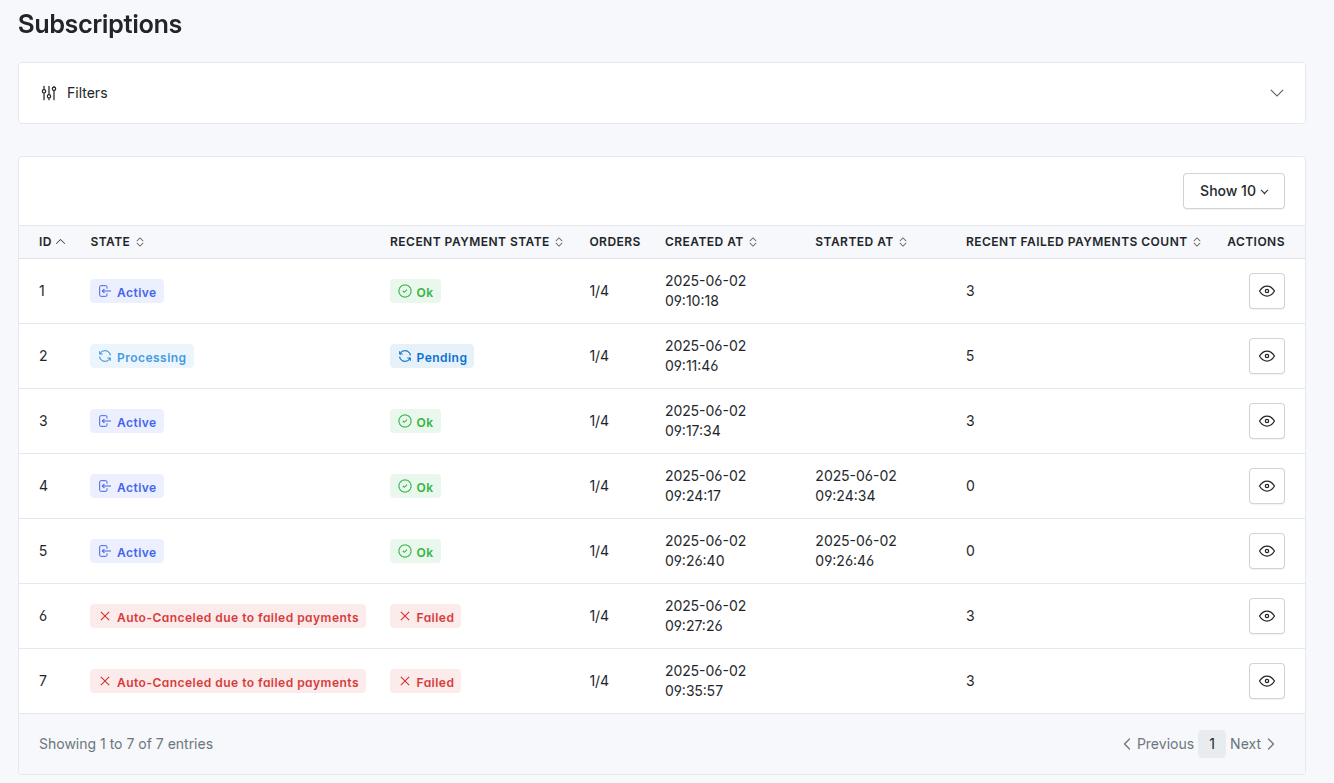 Subscriptions
Filters
Show 10
ID STATE RECENT PAYMENT STATE ORDERS CREATED AT STARTED AT RECENT FAILED PAYMENTS COUNT ACTIONS
1 Active Ok 1/4 2025-06-02 3
09:10:18
2 Processing Pending 1/4 2025-06-02 5
09:11:46
3 Active Ok 1/4 2025-06-02 3
09:17:34
4 Active Ok 1/4 2025-06-02 2025-06-02 0
09:24:17 09:24:34
5 Active Ok 1/4 2025-06-02 2025-06-02 0
09:26:40 09:26:46
6 Auto-Canceled due to failed payments Failed 1/4 2025-06-02 3
09:27:26
7 Auto-Canceled due to failed payments Failed 1/4 2025-06-02 3
09:35:57
Showing 1 to 7 of 7 entries Previous 1 Next